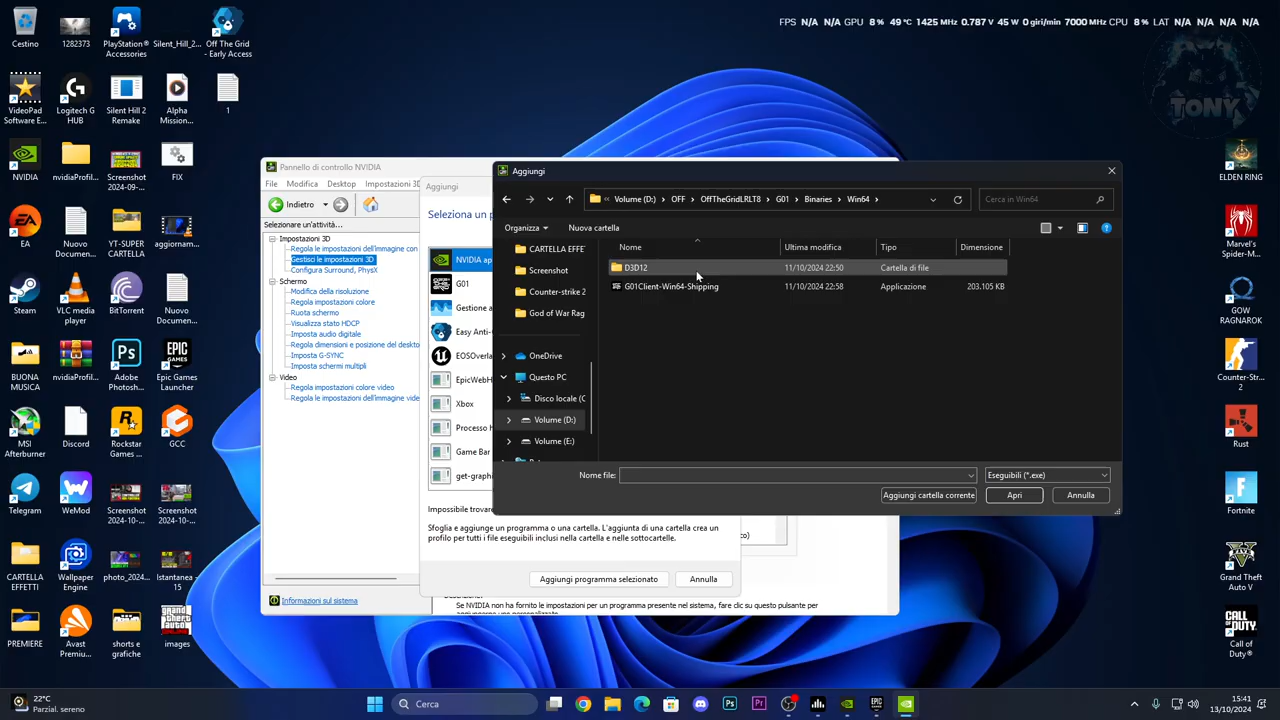 FPS N/A N/A GPU 8 % 49 °C 1425 MHz 0.787 45 W 0 giri/min 7000 MHz CPU 8 % LAT N/A N/A N/A N/A
Cestino
1282373
PlayStation® Accessories
Silent_Hill_2...
Off The Grid - Early Access
VideoPad Software E...
Logitech G HUB
Silent Hill 2 Remake
Alpha Mission...
1
NVIDIA
nvidiaProfil...
Screenshot 2024-09-...
FIX
EA
Nuovo Documen...
YT-SUPER CARTELLA
aggiornam...
Steam
VLC media player
BitTorrent
Nuovo Documen...
BUONA MUSICA
nvidiaProfil...
Adobe Photosh...
Epic Games Launcher
MSI Afterburner
Discord
Rockstar Games ...
GCC
Telegram
WeMod
Screenshot 2024-10-...
Screenshot 2024-10-...
CARTELLA EFFETTI
Wallpaper Engine
photo_2024...
Istantanea - 15
PREMIERE
Avast Premiu...
shorts e grafiche
images
TONY
ELDEN RING
Marvel's Spider-M...
GOW RAGNAROK
Counter-Str... 2
Rust
Fortnite
Grand Theft Auto V
CALL OF DUTY
Call of Duty®
Pannello di controllo NVIDIA
File Modifica Desktop Impostazioni 3D
Indietro
Selezionare un'attività...
Impostazioni 3D
Regola le impostazioni dell'immagine con
Gestisci le impostazioni 3D
Configura Surround, PhysX
Schermo
Modifica della risoluzione
Regola impostazioni colore
Ruota schermo
Visualizza stato HDCP
Imposta audio digitale
Regola dimensioni e posizione del deskto
Imposta G-SYNC
Imposta schermi multipli
Video
Regola impostazioni colore video
Regola le impostazioni dell'immagine vide
Informazioni sul sistema
Aggiungi
Seleziona un p
NVIDIA ap
G01
Gestione a
Easy Anti-
EOSOverla
EpicWebH
Xbox
Processo h
Game Bar
get-graphi
Impossibile trovare
Sfoglia e aggiunge un programma o una cartella. L'aggiunta di una cartella crea un
profilo per tutti i file eseguibili inclusi nella cartella e nelle sottocartelle.
Aggiungi programma selezionato
Annulla
Se NVIDIA non ha fornito le impostazioni per un programma presente nel sistema, fare clic su questo pulsante per
Aggiungi
« Volume (D:) › OFF › OffTheGridLRLT8 › G01 › Binaries › Win64 ›
Cerca in Win64
Organizza
Nuova cartella
CARTELLA EFFE
Screenshot
Counter-strike 2
God of War Rag
OneDrive
Questo PC
Disco locale (C
Volume (D:)
Volume (E:)
Nome Ultima modifica Tipo Dimensione
D3D12 11/10/2024 22:50 Cartella di file
G01Client-Win64-Shipping 11/10/2024 22:58 Applicazione 203.109 kB
Nome file:
Eseguibili (*.exe)
Aggiungi cartella corrente
Apri
Annulla
22°C
Parzial. sereno
Cerca
15:41
13/10/2024